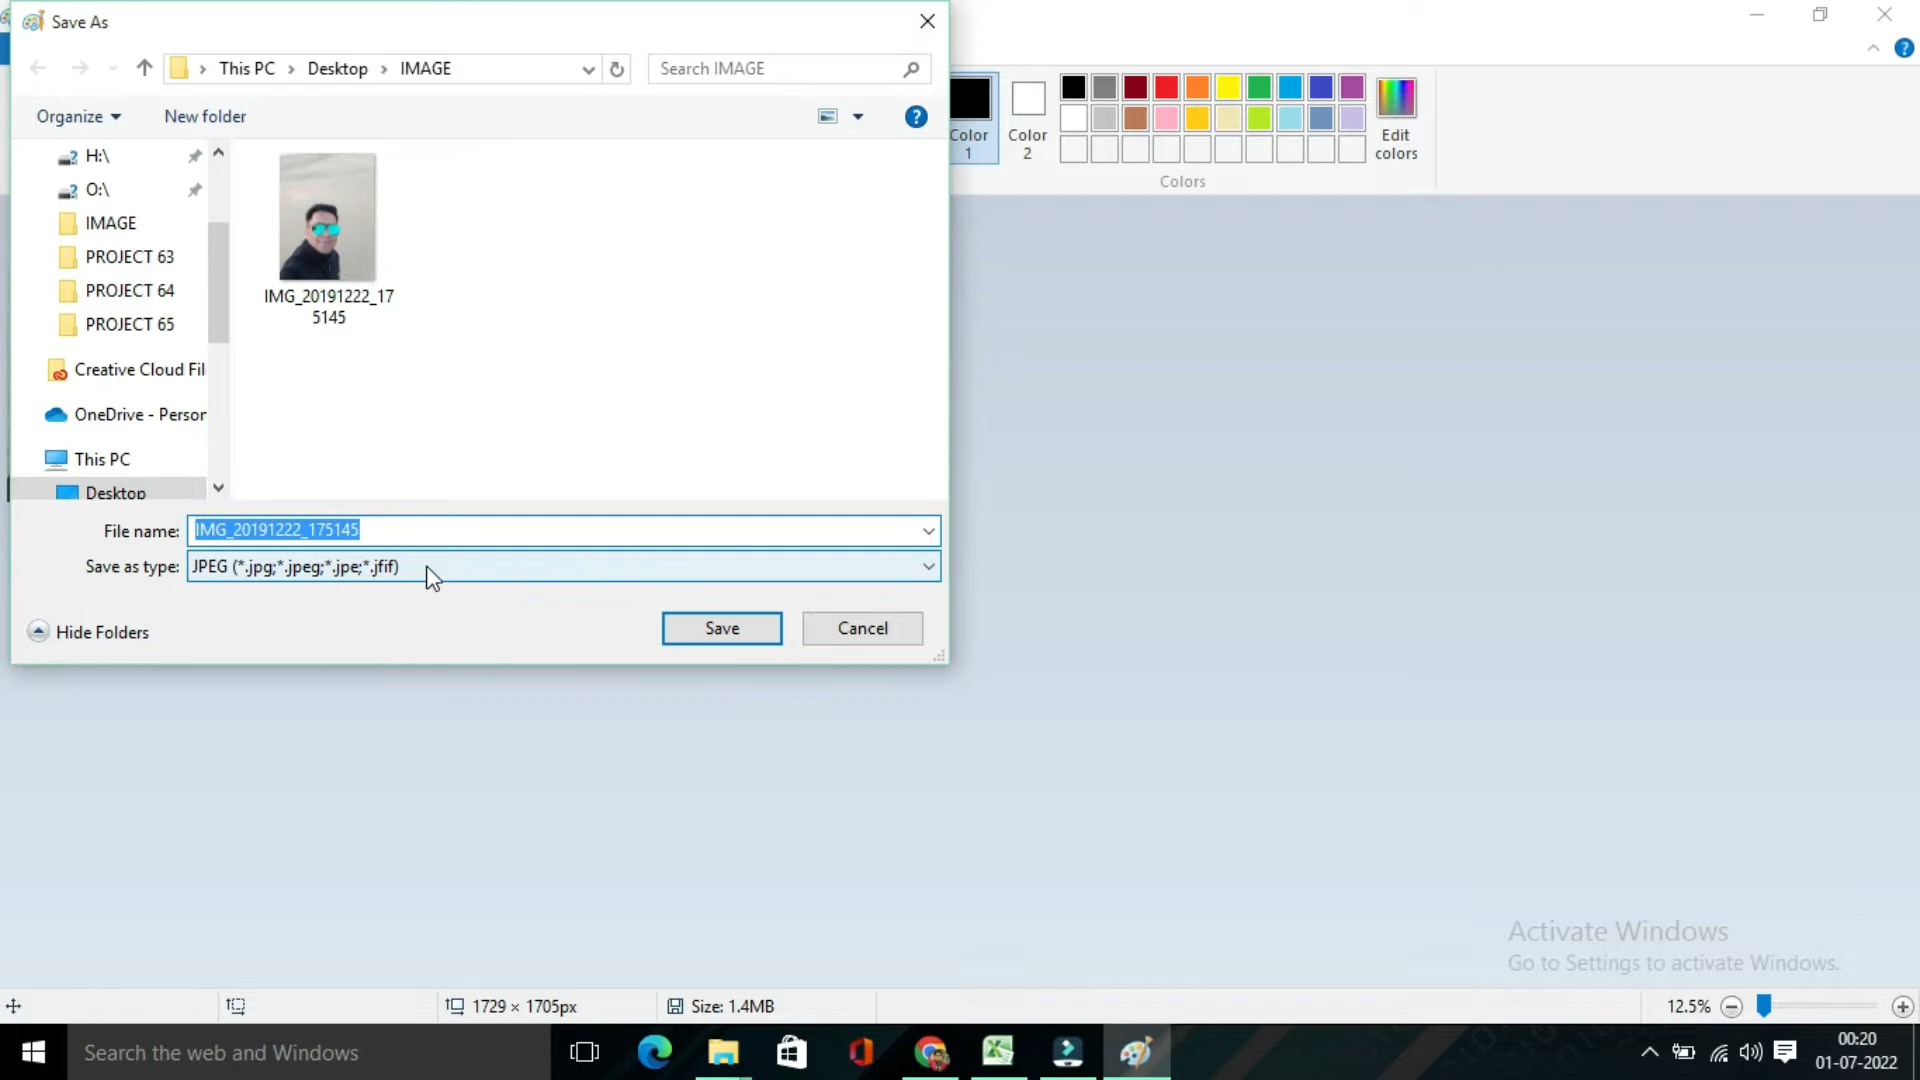 Save As
This PC
Desktop
IMAGE
Search IMAGE
Organize
New folder
H:\
O:\
IMAGE
PROJECT 63
PROJECT 64
PROJECT 65
Creative Cloud Fil
OneDrive - Person
This PC
Desktop
IMG_20191222_17
5145
File name:
IMG_20191222_175145
Save as type:
JPEG (*.jpg;*.jpeg;*.jpe;*.jfif)
Hide Folders
Save
Cancel
Color
1
Color
2
Edit
colors
Colors
Activate Windows
Go to Settings to activate Windows.
1729 × 1705px
Size: 1.4MB
12.5%
Search the web and Windows
00:20
01-07-2022